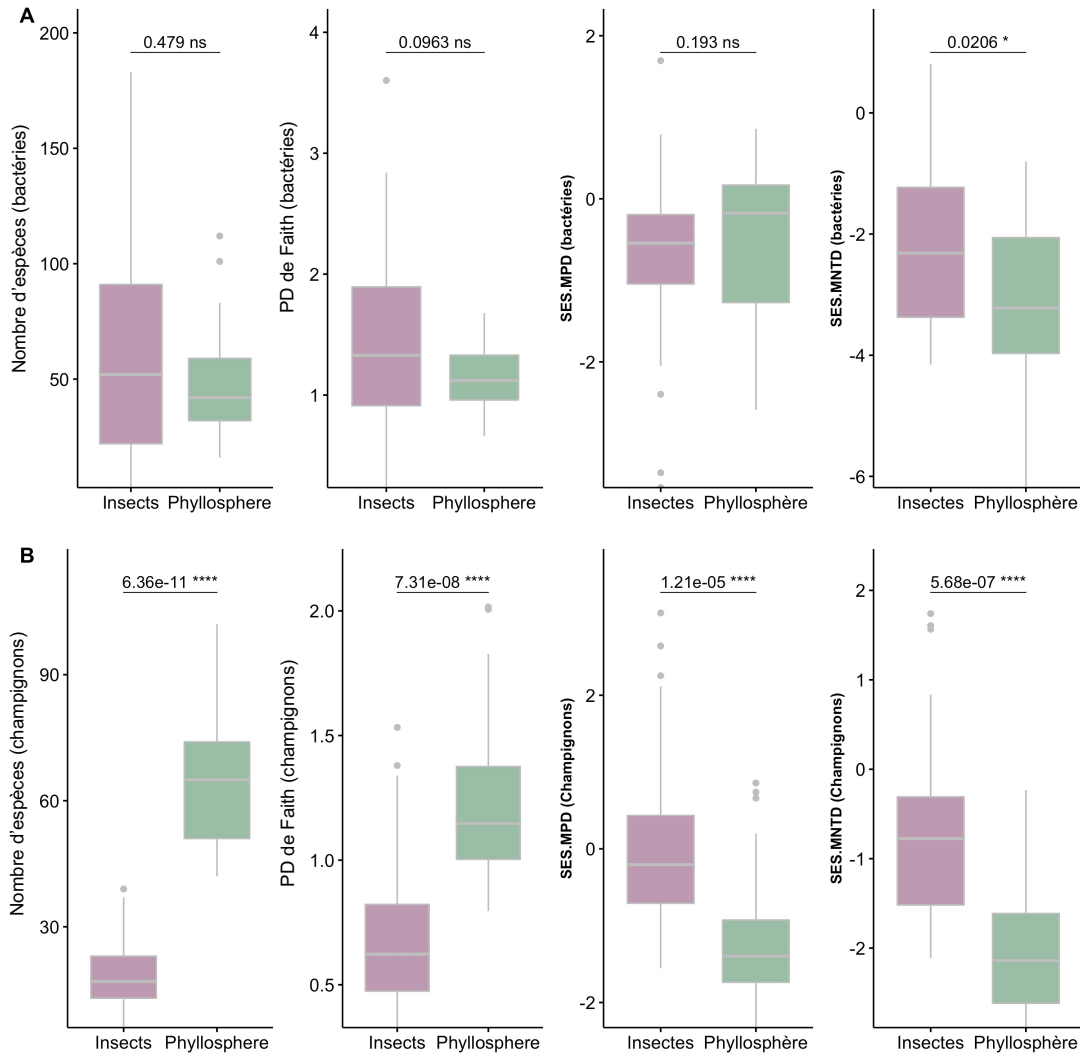 A
0.479 ns
0.0963 ns
0.193 ns
0.0206 *
Nombre d'espèces (bactéries)
200
150
100
50
Insects Phyllosphere
PD de Faith (bactéries)
4
3
2
1
Insects Phyllosphere
SES.MPD (bactéries)
2
0
-2
Insectes Phyllosphère
SES.MNTD (bactéries)
0
-2
-4
-6
Insectes Phyllosphère
B
6.36e-11 ****
7.31e-08 ****
1.21e-05 ****
5.68e-07 ****
Nombre d'espèces (champignons)
90
60
30
Insects Phyllosphere
PD de Faith (champignons)
2.0
1.5
1.0
0.5
Insects Phyllosphere
SES.MPD (Champignons)
2
0
-2
Insectes Phyllosphère
SES.MNTD (Champignons)
2
1
0
-1
-2
Insectes Phyllosphère